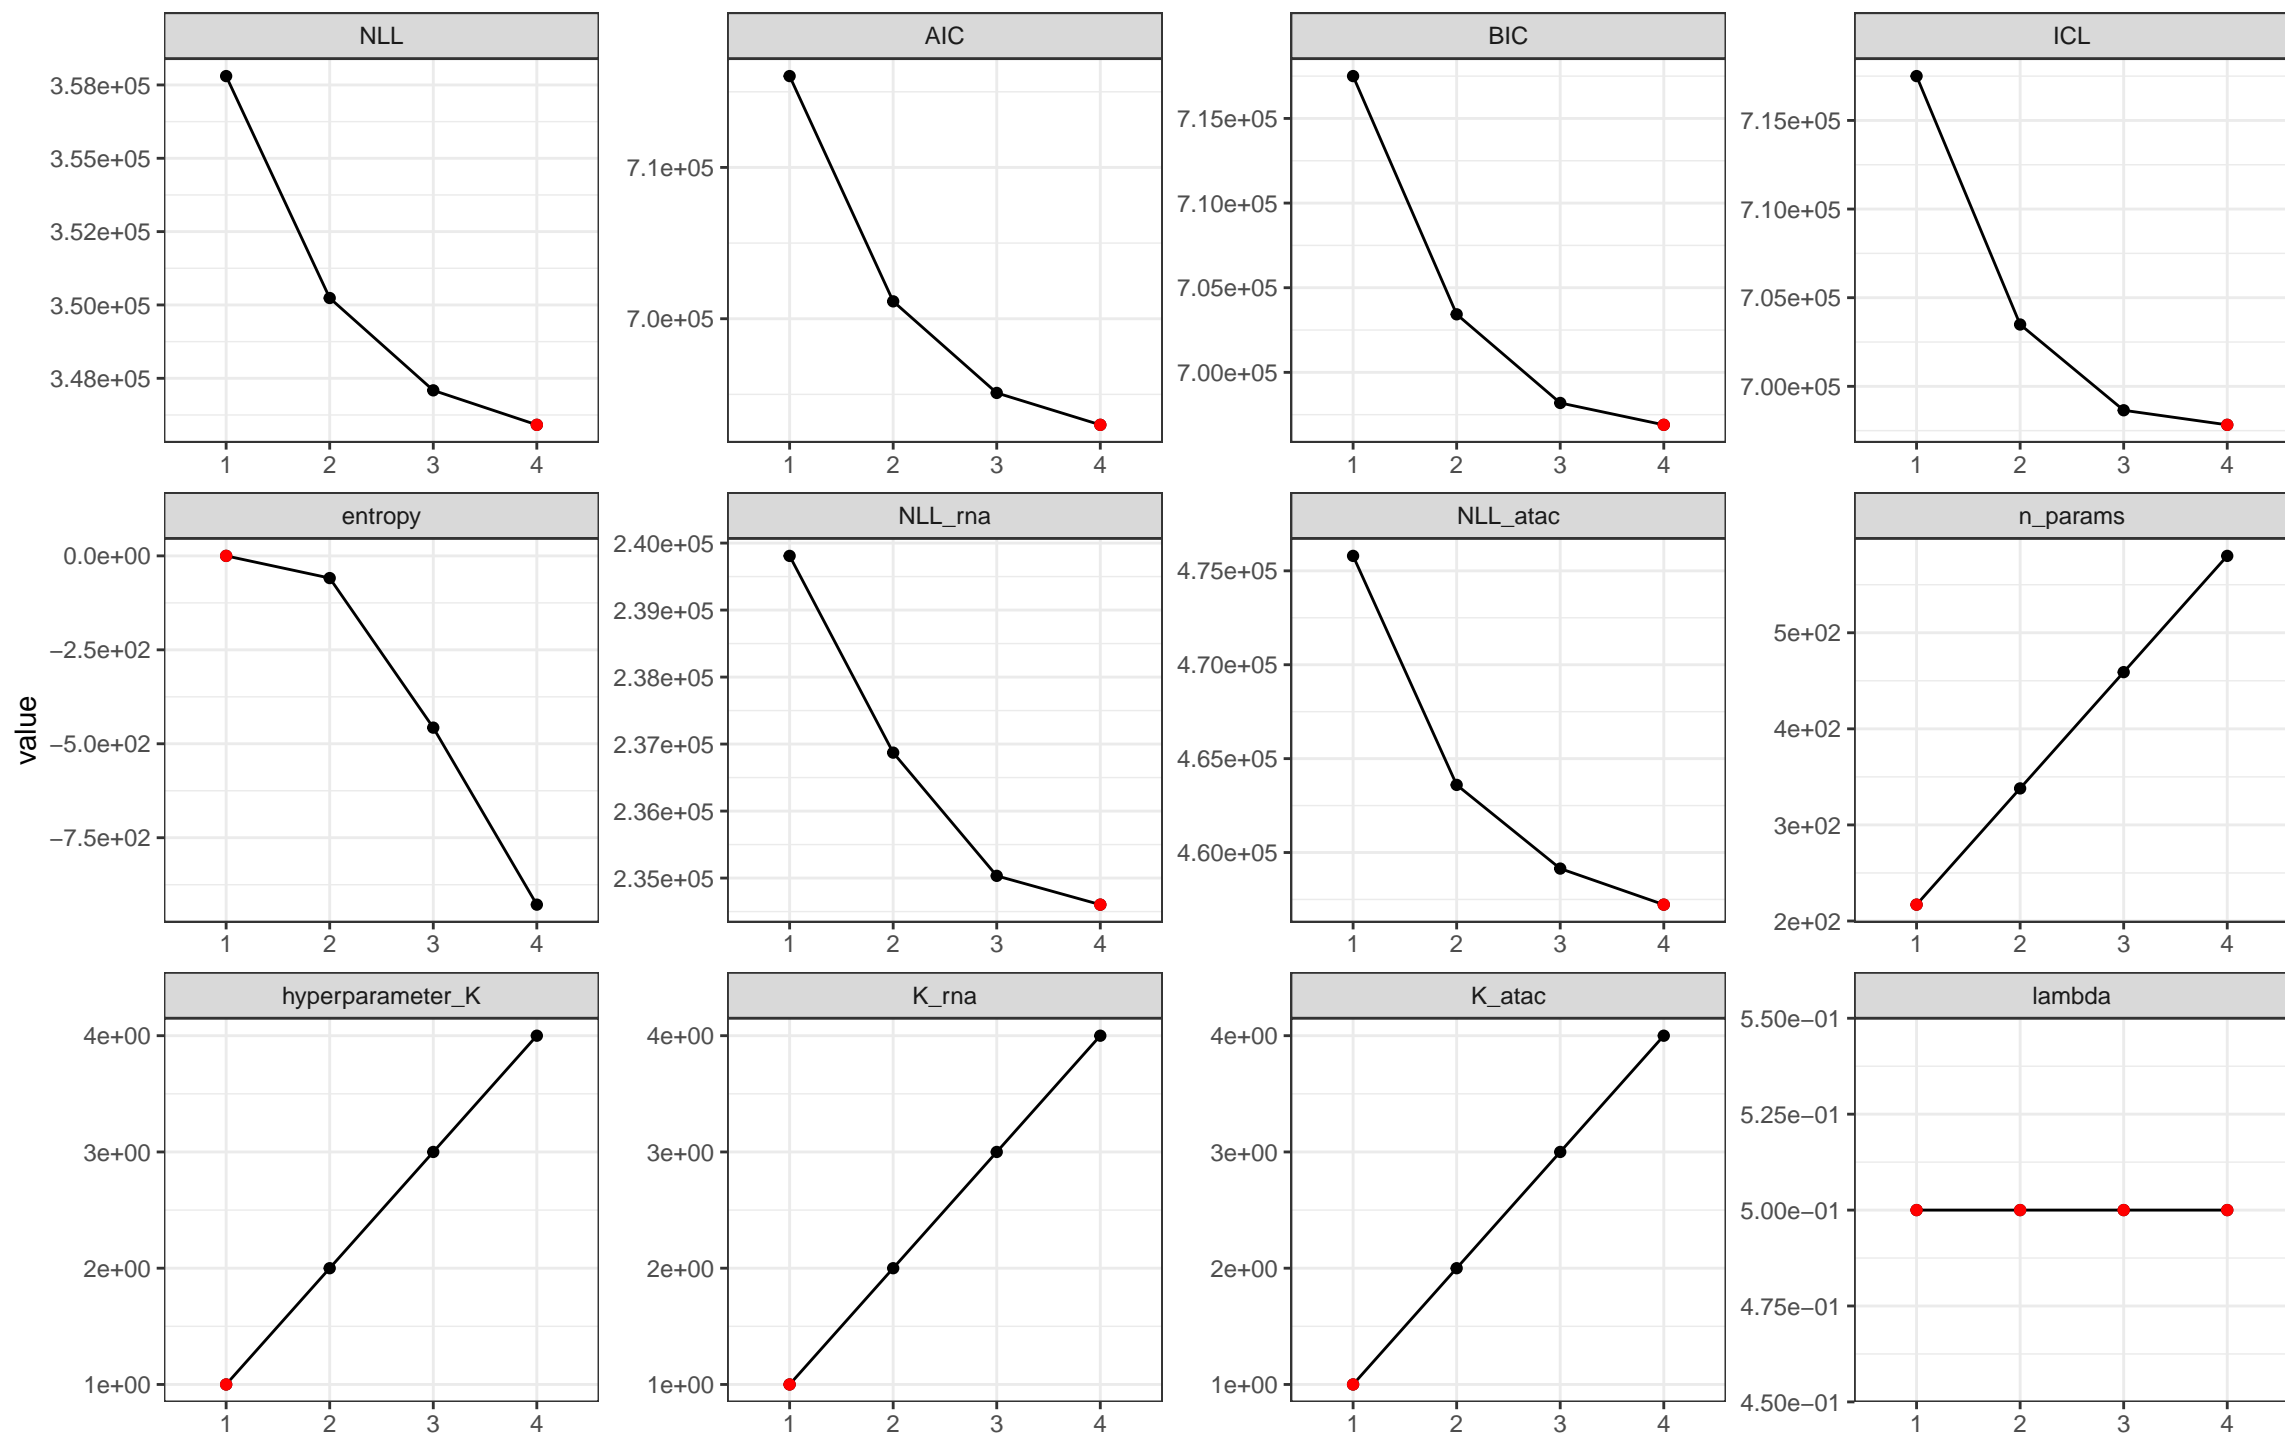 NLL
AIC
BIC
ICL
3.58e+05
3.55e+05
3.52e+05
3.50e+05
3.48e+05
7.1e+05
7.0e+05
7.15e+05
7.10e+05
7.05e+05
7.00e+05
7.15e+05
7.10e+05
7.05e+05
7.00e+05
1 2 3 4
1 2 3 4
1 2 3 4
1 2 3 4
entropy
NLL_rna
NLL_atac
n_params
value
0.0e+00
−2.5e+02
−5.0e+02
−7.5e+02
2.40e+05
2.39e+05
2.38e+05
2.37e+05
2.36e+05
2.35e+05
4.75e+05
4.70e+05
4.65e+05
4.60e+05
5e+02
4e+02
3e+02
2e+02
1 2 3 4
1 2 3 4
1 2 3 4
1 2 3 4
hyperparameter_K
K_rna
K_atac
lambda
4e+00
3e+00
2e+00
1e+00
4e+00
3e+00
2e+00
1e+00
4e+00
3e+00
2e+00
1e+00
5.50e−01
5.25e−01
5.00e−01
4.75e−01
4.50e−01
1 2 3 4
1 2 3 4
1 2 3 4
1 2 3 4